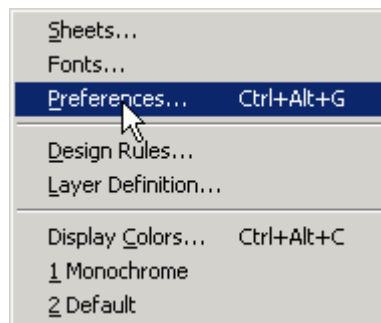 Sheets...
Fonts...
Preferences... Ctrl+Alt+G
Design Rules...
Layer Definition...
Display Colors... Ctrl+Alt+C
1 Monochrome
2 Default